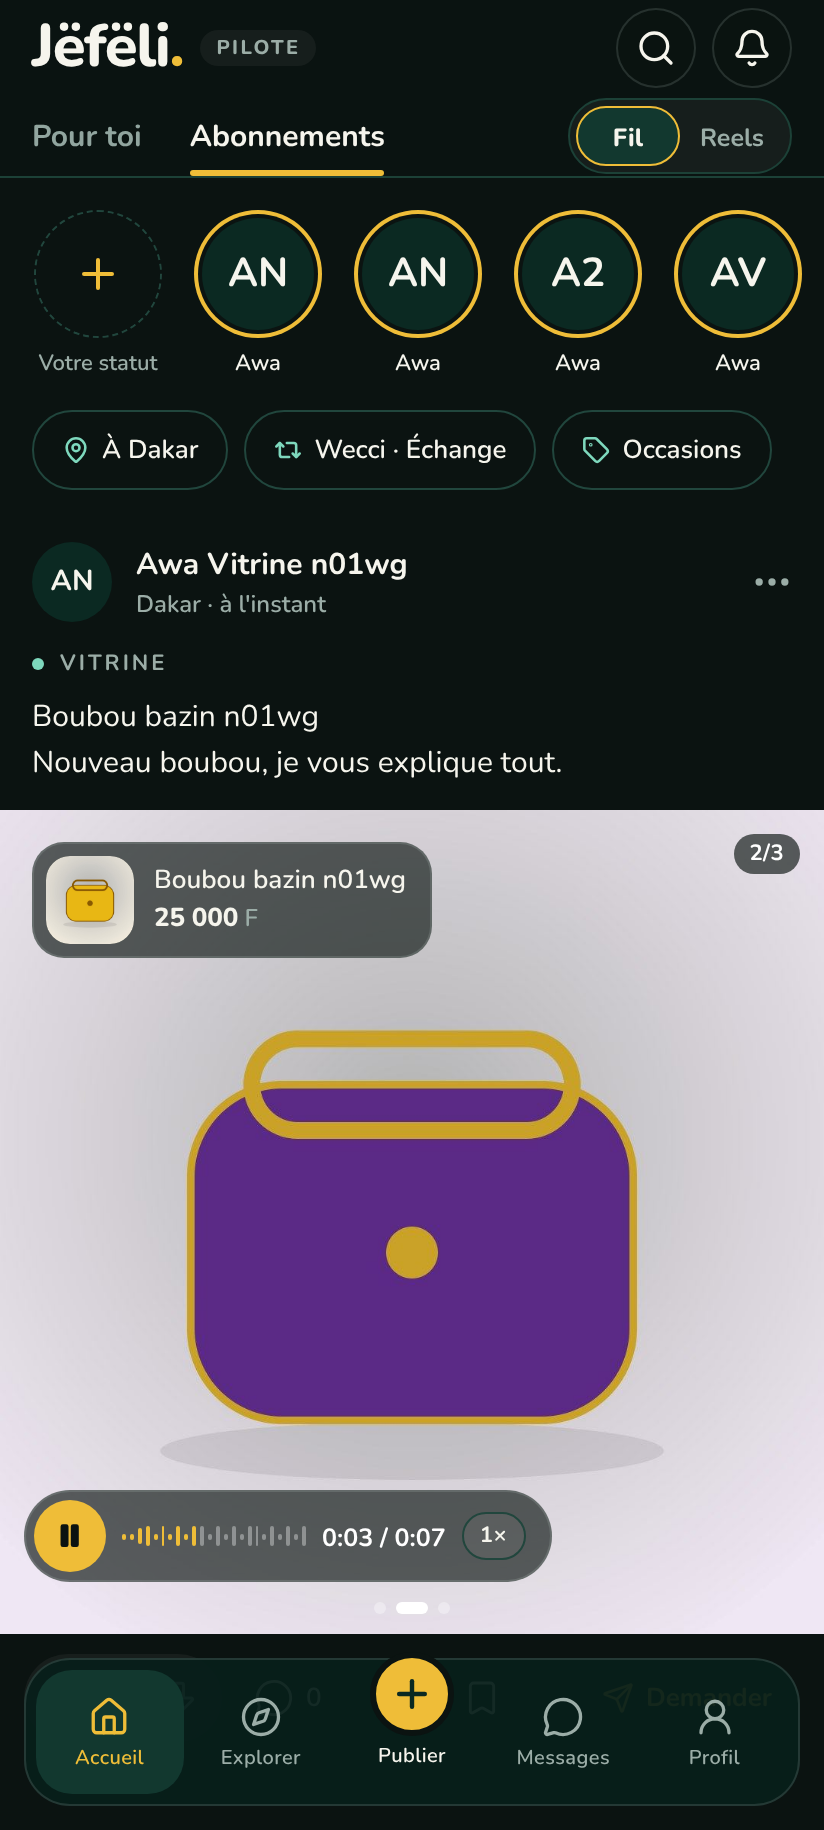 Jëfëli.
PILOTE
Pour toi
Abonnements
Fil
Reels
AN
AN
A2
AV
Votre statut
Awa
Awa
Awa
Awa
À Dakar
Wecci · Échange
Occasions
AN
Awa Vitrine n01wg
Dakar · à l'instant
VITRINE
Boubou bazin n01wg
Nouveau boubou, je vous explique tout.
Boubou bazin n01wg
25 000 F
2/3
0:03 / 0:07
1×
0
Demander
Accueil
Explorer
Publier
Messages
Profil